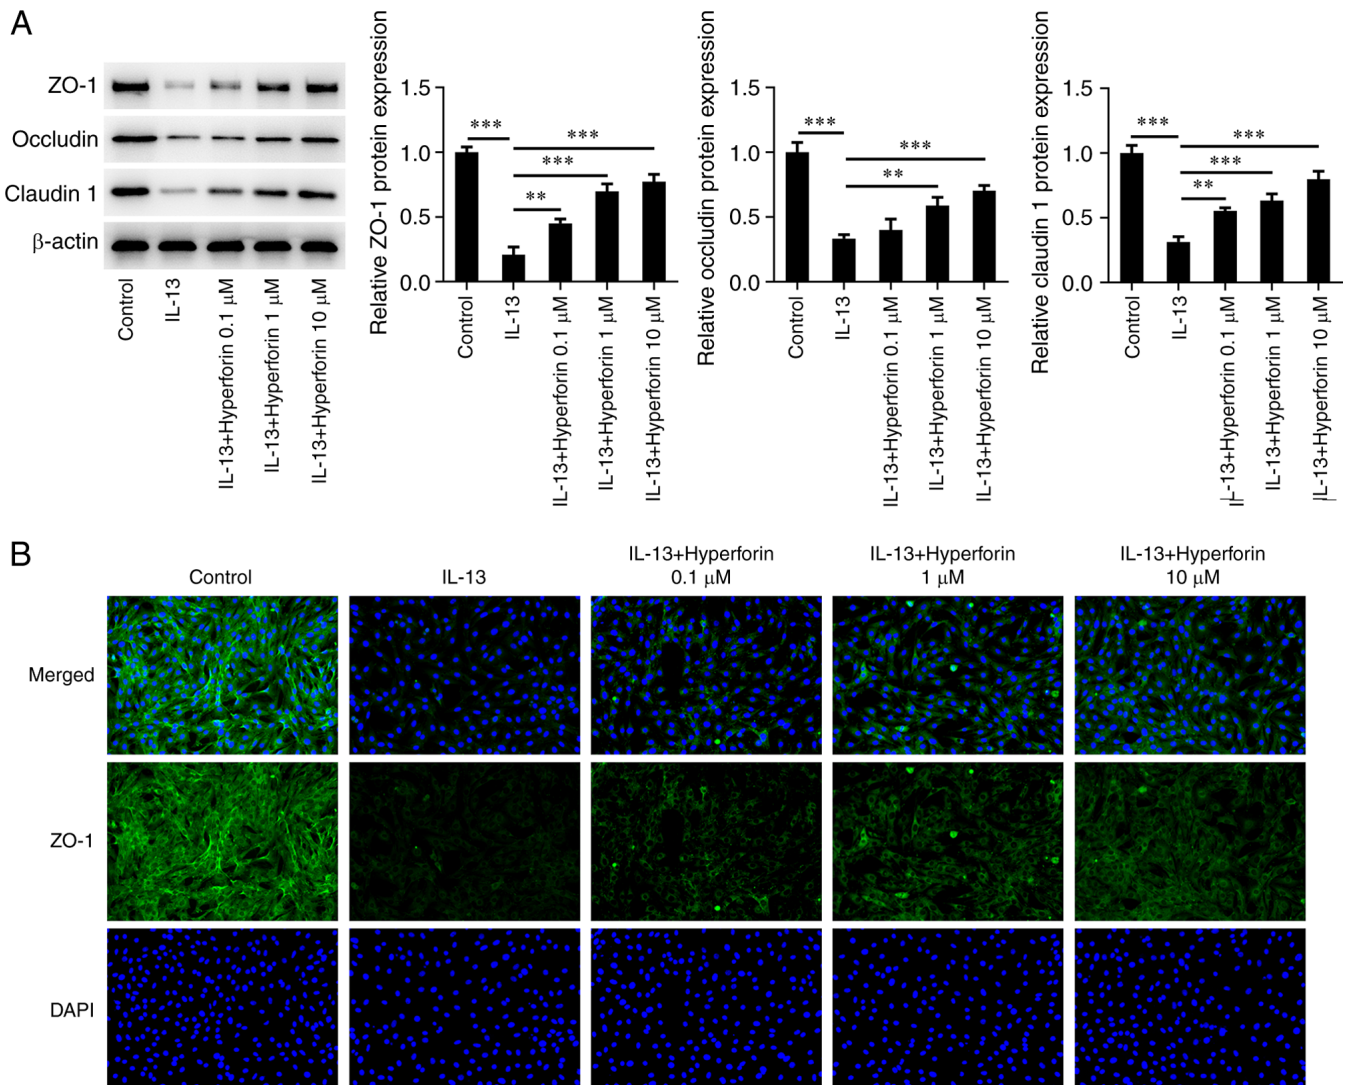 A
ZO-1
Occludin
Claudin 1
β-actin
Control
IL-13
IL-13+Hyperforin 0.1 μM
IL-13+Hyperforin 1 μM
IL-13+Hyperforin 10 μM
Relative ZO-1 protein expression
1.5
1.0
0.5
0.0
***
***
***
**
Control
IL-13
IL-13+Hyperforin 0.1 μM
IL-13+Hyperforin 1 μM
IL-13+Hyperforin 10 μM
Relative occludin protein expression
1.5
1.0
0.5
0.0
***
***
**
Control
IL-13
IL-13+Hyperforin 0.1 μM
IL-13+Hyperforin 1 μM
IL-13+Hyperforin 10 μM
Relative claudin 1 protein expression
1.5
1.0
0.5
0.0
***
***
***
**
Control
IL-13
IL-13+Hyperforin 0.1 μM
IL-13+Hyperforin 1 μM
IL-13+Hyperforin 10 μM
B
Control
IL-13
IL-13+Hyperforin
0.1 μM
IL-13+Hyperforin
1 μM
IL-13+Hyperforin
10 μM
Merged
ZO-1
DAPI